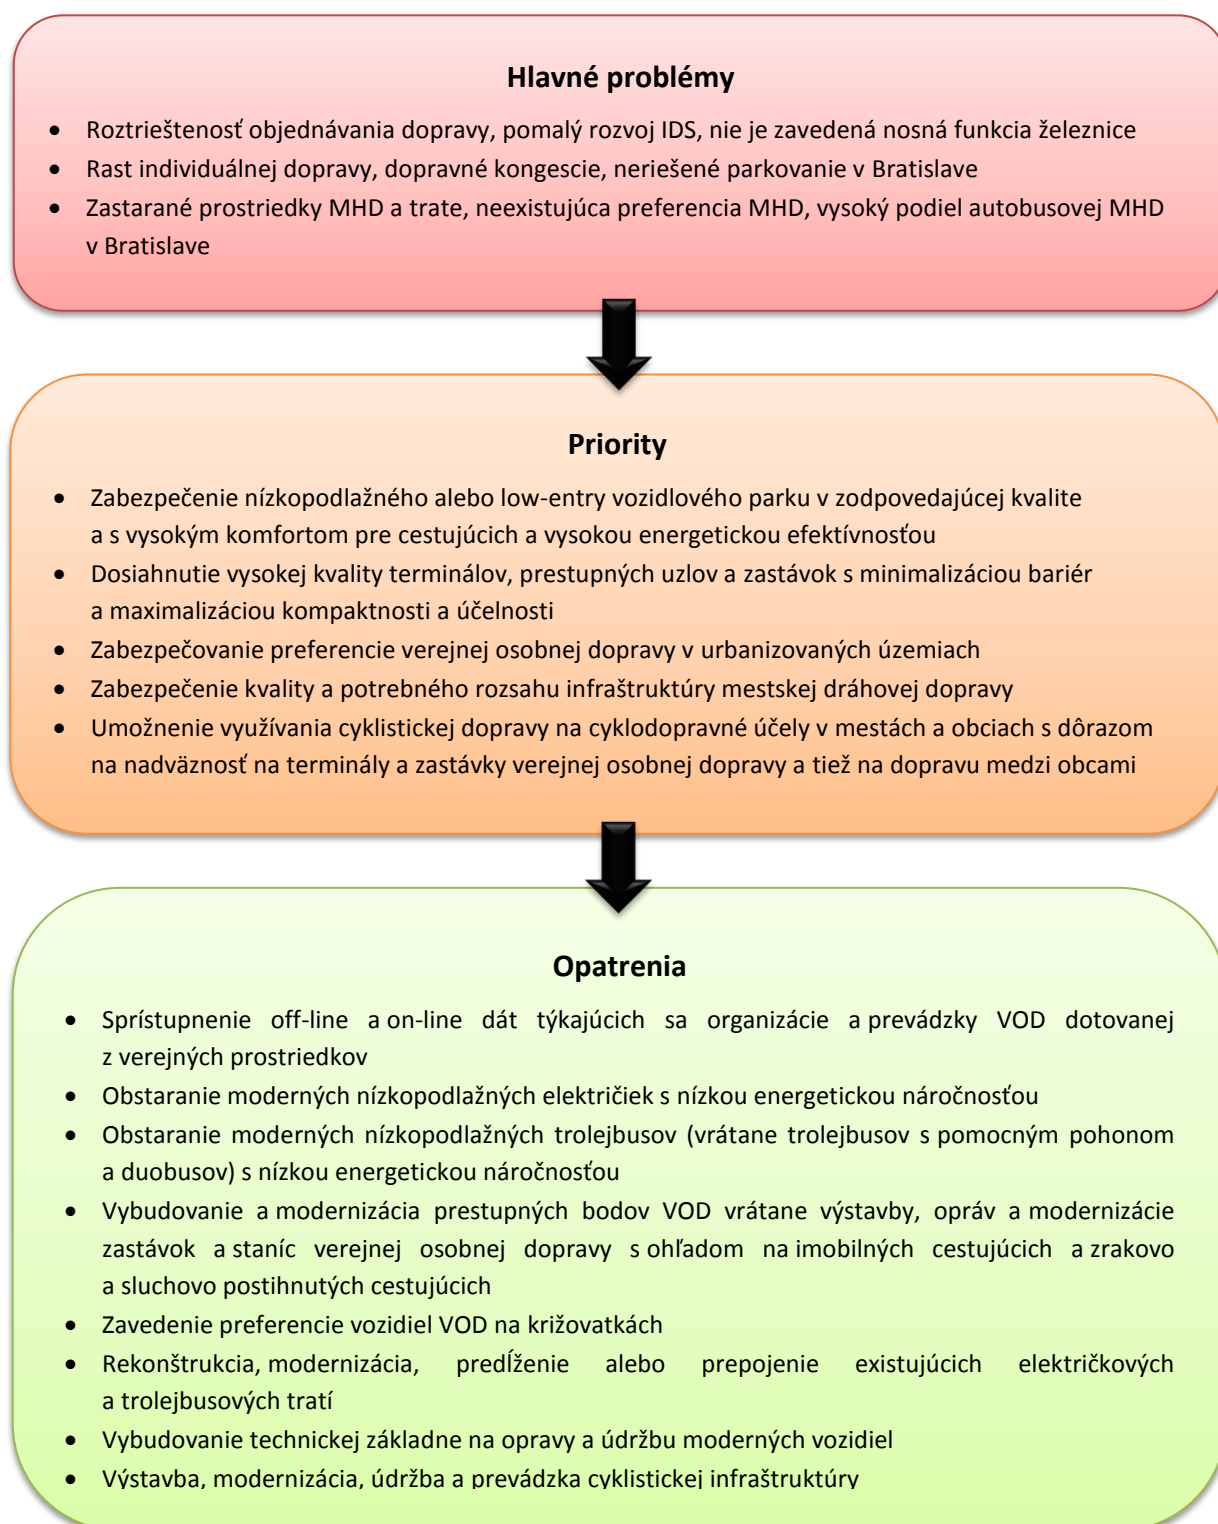 Hlavné problémy
• Roztrieštenosť objednávania dopravy, pomalý rozvoj IDS, nie je zavedená nosná funkcia železnice
• Rast individuálnej dopravy, dopravné kongescie, neriešené parkovanie v Bratislave
• Zastarané prostriedky MHD a trate, neexistujúca preferencia MHD, vysoký podiel autobusovej MHD
v Bratislave
Priority
• Zabezpečenie nízkopodlažného alebo low-entry vozidlového parku v zodpovedajúcej kvalite
a s vysokým komfortom pre cestujúcich a vysokou energetickou efektívnosťou
• Dosiahnutie vysokej kvality terminálov, prestupných uzlov a zastávok s minimalizáciou bariér
a maximalizáciou kompaktnosti a účelnosti
• Zabezpečovanie preferencie verejnej osobnej dopravy v urbanizovaných územiach
• Zabezpečenie kvality a potrebného rozsahu infraštruktúry mestskej dráhovej dopravy
• Umožnenie využívania cyklistickej dopravy na cyklodopravné účely v mestách a obciach s dôrazom
na nadväznosť na terminály a zastávky verejnej osobnej dopravy a tiež na dopravu medzi obcami
Opatrenia
• Sprístupnenie off-line a on-line dát týkajúcich sa organizácie a prevádzky VOD dotovanej
z verejných prostriedkov
• Obstaranie moderných nízkopodlažných električiek s nízkou energetickou náročnosťou
• Obstaranie moderných nízkopodlažných trolejbusov (vrátane trolejbusov s pomocným pohonom
a duobusov) s nízkou energetickou náročnosťou
• Vybudovanie a modernizácia prestupných bodov VOD vrátane výstavby, opráv a modernizácie
zastávok a staníc verejnej osobnej dopravy s ohľadom na imobilných cestujúcich a zrakovo
a sluchovo postihnutých cestujúcich
• Zavedenie preferencie vozidiel VOD na križovatkách
• Rekonštrukcia, modernizácia, predĺženie alebo prepojenie existujúcich električkových
a trolejbusových tratí
• Vybudovanie technickej základne na opravy a údržbu moderných vozidiel
• Výstavba, modernizácia, údržba a prevádzka cyklistickej infraštruktúry